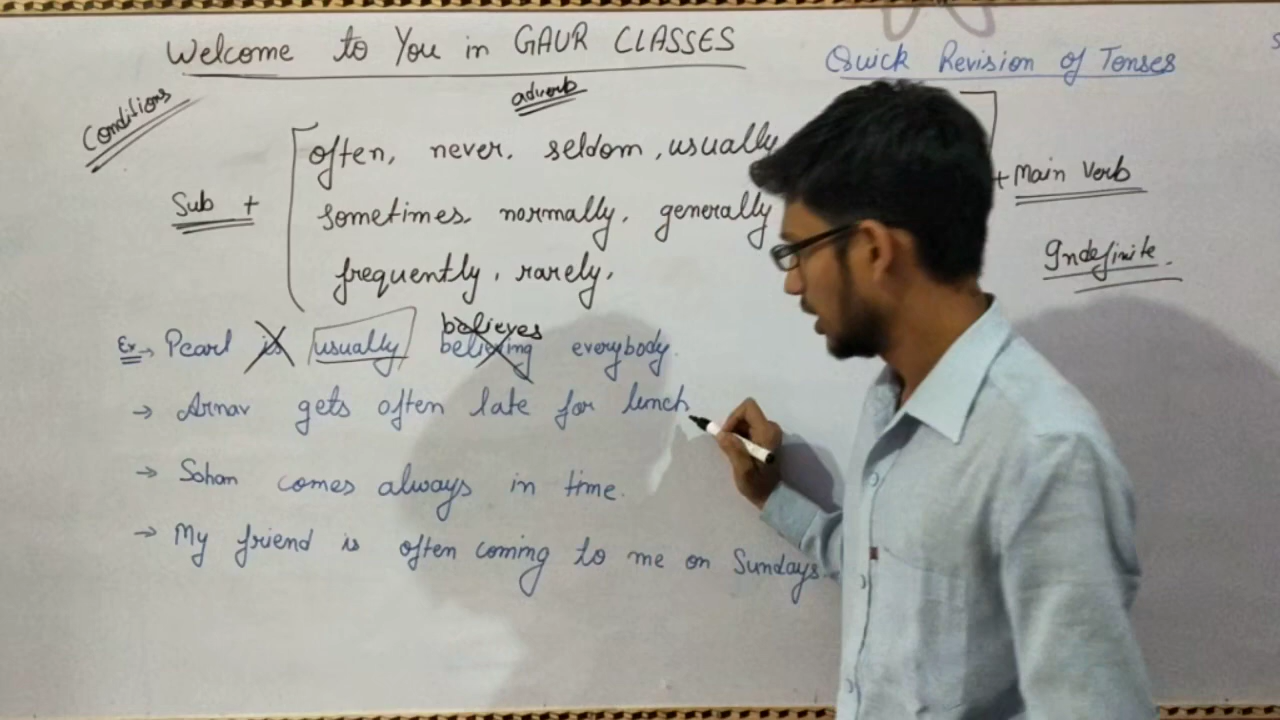 Welcome to You in GAUR CLASSES
Quick Revision of Tenses
Conditions
adverb
Sub + often, never, seldom, usually + Main Verb
sometimes, normally, generally
frequently, rarely,
Indefinite.
Ex → Pearl is usually believing everybody.
believes
→ Arnav gets often late for lunch
→ Sohan comes always in time.
→ My friend is often coming to me on Sundays.